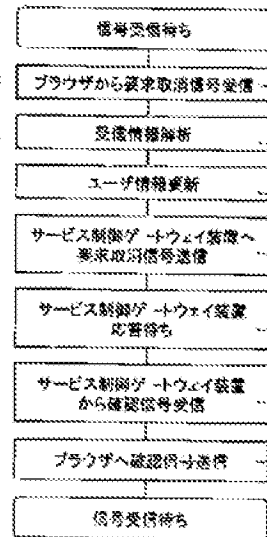 信号受信待ち
ブラウザから要求取消信号受信
受信情報解析
ユーザ情報更新
サービス制御ゲートウェイ装置へ
要求取消信号送信
サービス制御ゲートウェイ装置
応答待ち
サービス制御ゲートウェイ装置
から確認信号受信
ブラウザへ確認信号送信
信号受信待ち